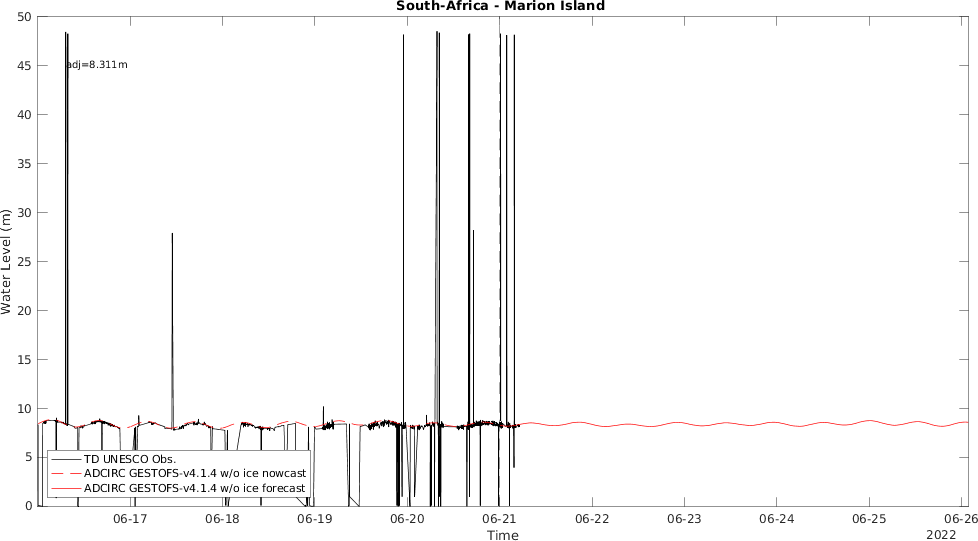 South-Africa - Marion Island
50
45
40
35
30
25
20
15
10
5
0
Water Level (m)
adj=8.311m
TD UNESCO Obs.
ADCIRC GESTOFS-v4.1.4 w/o ice nowcast
ADCIRC GESTOFS-v4.1.4 w/o ice forecast
06-17 06-18 06-19 06-20 06-21 06-22 06-23 06-24 06-25 06-26
Time
2022